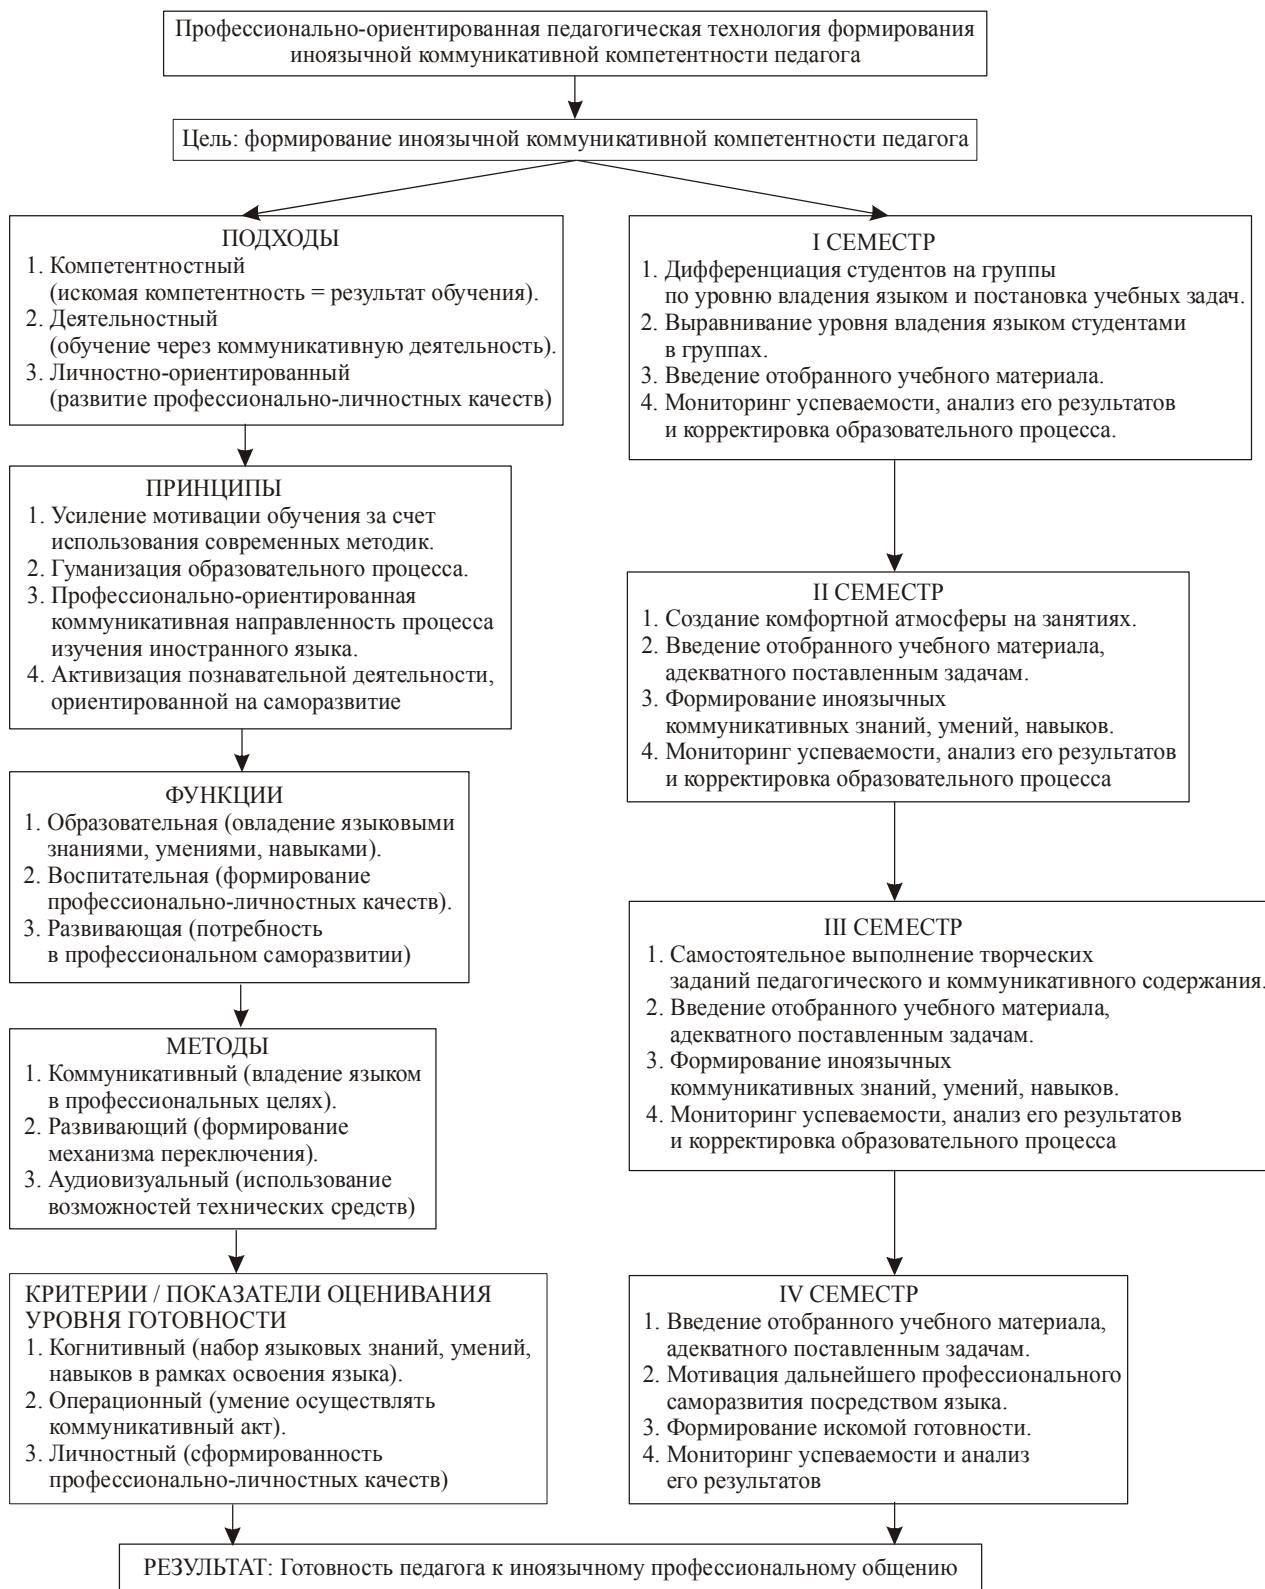 Профессионально-ориентированная педагогическая технология формирования
иноязычной коммуникативной компетентности педагога
Цель: формирование иноязычной коммуникативной компетентности педагога
ПОДХОДЫ
1. Компетентностный
(искомая компетентность = результат обучения).
2. Деятельностный
(обучение через коммуникативную деятельность).
3. Личностно-ориентированный
(развитие профессионально-личностных качеств)
ПРИНЦИПЫ
1. Усиление мотивации обучения за счет
использования современных методик.
2. Гуманизация образовательного процесса.
3. Профессионально-ориентированная
коммуникативная направленность процесса
изучения иностранного языка.
4. Активизация познавательной деятельности,
ориентированной на саморазвитие
ФУНКЦИИ
1. Образовательная (овладение языковыми
знаниями, умениями, навыками).
2. Воспитательная (формирование
профессионально-личностных качеств).
3. Развивающая (потребность
в профессиональном саморазвитии)
МЕТОДЫ
1. Коммуникативный (владение языком
в профессиональных целях).
2. Развивающий (формирование
механизма переключения).
3. Аудиовизуальный (использование
возможностей технических средств)
КРИТЕРИИ / ПОКАЗАТЕЛИ ОЦЕНИВАНИЯ
УРОВНЯ ГОТОВНОСТИ
1. Когнитивный (набор языковых знаний, умений,
навыков в рамках освоения языка).
2. Операционный (умение осуществлять
коммуникативный акт).
3. Личностный (сформированность
профессионально-личностных качеств)
I СЕМЕСТР
1. Дифференциация студентов на группы
по уровню владения языком и постановка учебных задач.
2. Выравнивание уровня владения языком студентами
в группах.
3. Введение отобранного учебного материала.
4. Мониторинг успеваемости, анализ его результатов
и корректировка образовательного процесса.
II СЕМЕСТР
1. Создание комфортной атмосферы на занятиях.
2. Введение отобранного учебного материала,
адекватного поставленным задачам.
3. Формирование иноязычных
коммуникативных знаний, умений, навыков.
4. Мониторинг успеваемости, анализ его результатов
и корректировка образовательного процесса
III СЕМЕСТР
1. Самостоятельное выполнение творческих
заданий педагогического и коммуникативного содержания.
2. Введение отобранного учебного материала,
адекватного поставленным задачам.
3. Формирование иноязычных
коммуникативных знаний, умений, навыков.
4. Мониторинг успеваемости, анализ его результатов
и корректировка образовательного процесса
IV СЕМЕСТР
1. Введение отобранного учебного материала,
адекватного поставленным задачам.
2. Мотивация дальнейшего профессионального
саморазвития посредством языка.
3. Формирование искомой готовности.
4. Мониторинг успеваемости и анализ
его результатов
РЕЗУЛЬТАТ: Готовность педагога к иноязычному профессиональному общению